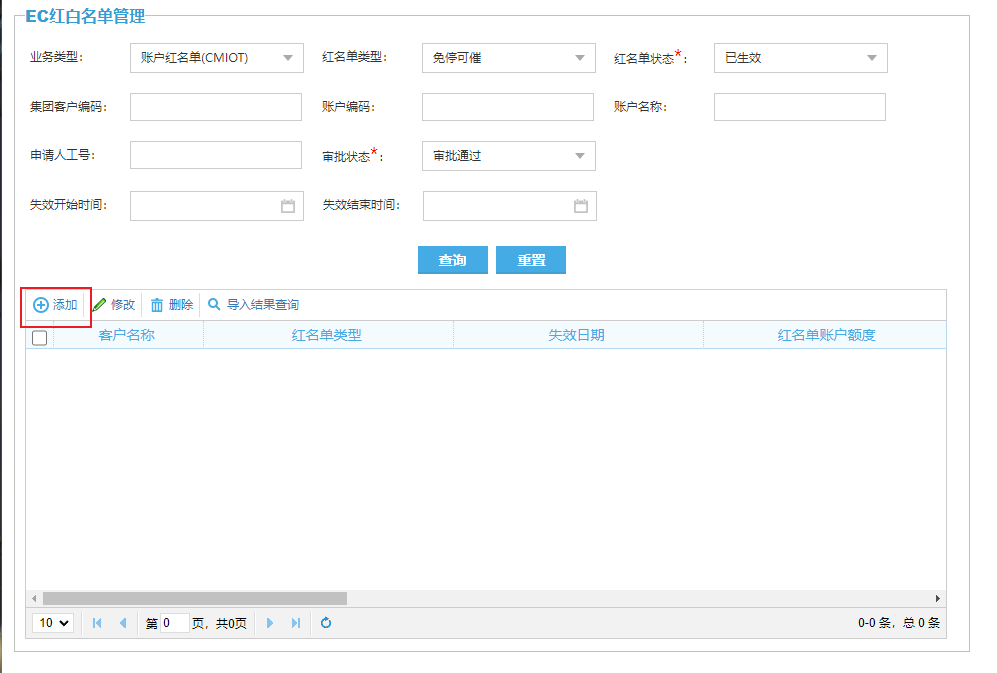 EC红白名单管理
业务类型： 账户红名单(CMIOT) 红名单类型： 免停可催 红名单状态*： 已生效
集团客户编码： 账户编码： 账户名称：
申请人工号： 审批状态*： 审批通过
失效开始时间： 失效结束时间：
查询 重置
添加 修改 删除 导入结果查询
客户名称 红名单类型 失效日期 红名单账户额度
10 第 0 页，共0页 0-0 条，总 0 条